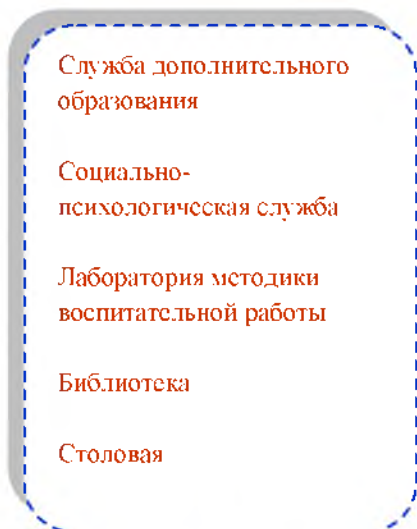 Служба дополнительного
образования
Социально-
психологическая служба
Лаборатория методики
воспитательной работы
Библиотека
Столовая